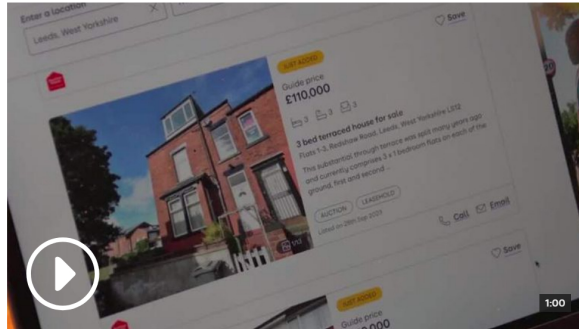 Enter a location
Leeds, West Yorkshire
Save
JUST ADDED
Guide price
£110,000
3
3
3
3 bed terraced house for sale
Flats 1-3, Redshaw Road, Leeds, West Yorkshire LS12
This substantial through terrace was split many years ago
and currently comprises 3 x 1 bedroom flats on each of the
ground, first and second ...
AUCTION
LEASEHOLD
Listed on 28th Sep 2023
Call
Email
Save
JUST ADDED
Guide price
1:00